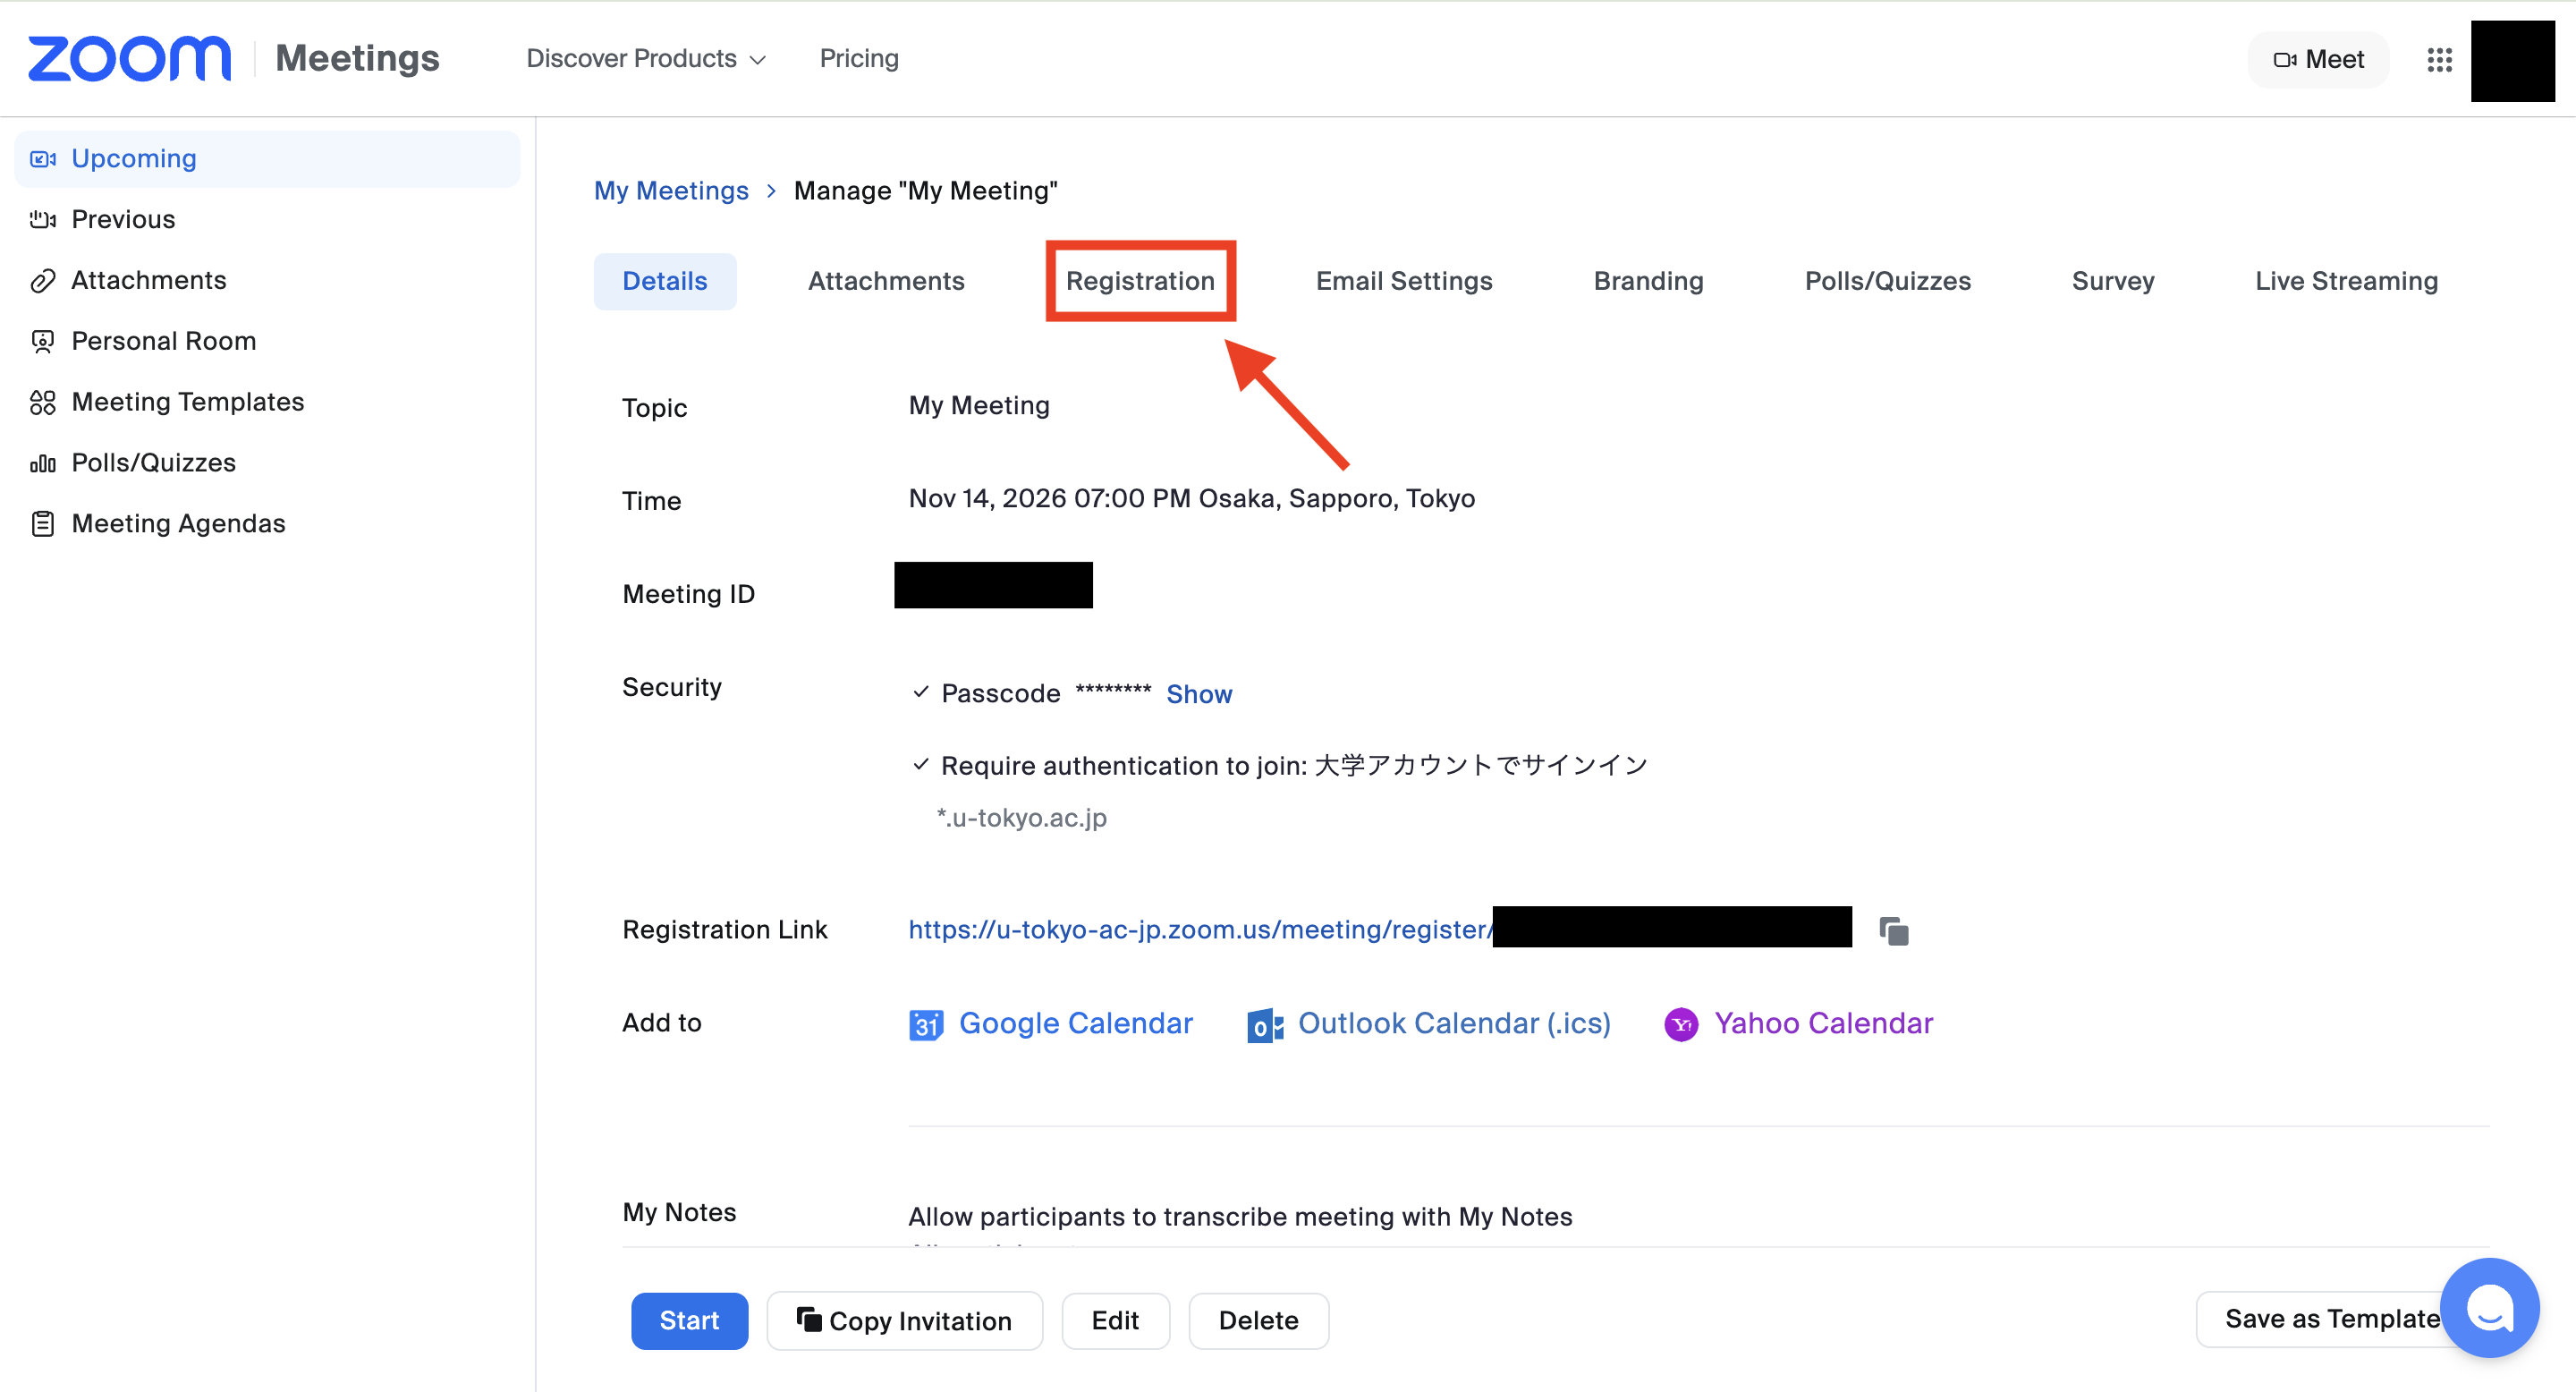 zoom Meetings Discover Products Pricing Meet
Upcoming
Previous
Attachments
Personal Room
Meeting Templates
Polls/Quizzes
Meeting Agendas
My Meetings > Manage "My Meeting"
Details Attachments Registration Email Settings Branding Polls/Quizzes Survey Live Streaming
Topic My Meeting
Time Nov 14, 2026 07:00 PM Osaka, Sapporo, Tokyo
Meeting ID
Security Passcode ******** Show
Require authentication to join: 大学アカウントでサインイン
*.u-tokyo.ac.jp
Registration Link https://u-tokyo-ac-jp.zoom.us/meeting/register/
Add to 31 Google Calendar Outlook Calendar (.ics) Yahoo Calendar
My Notes Allow participants to transcribe meeting with My Notes
Start Copy Invitation Edit Delete Save as Template